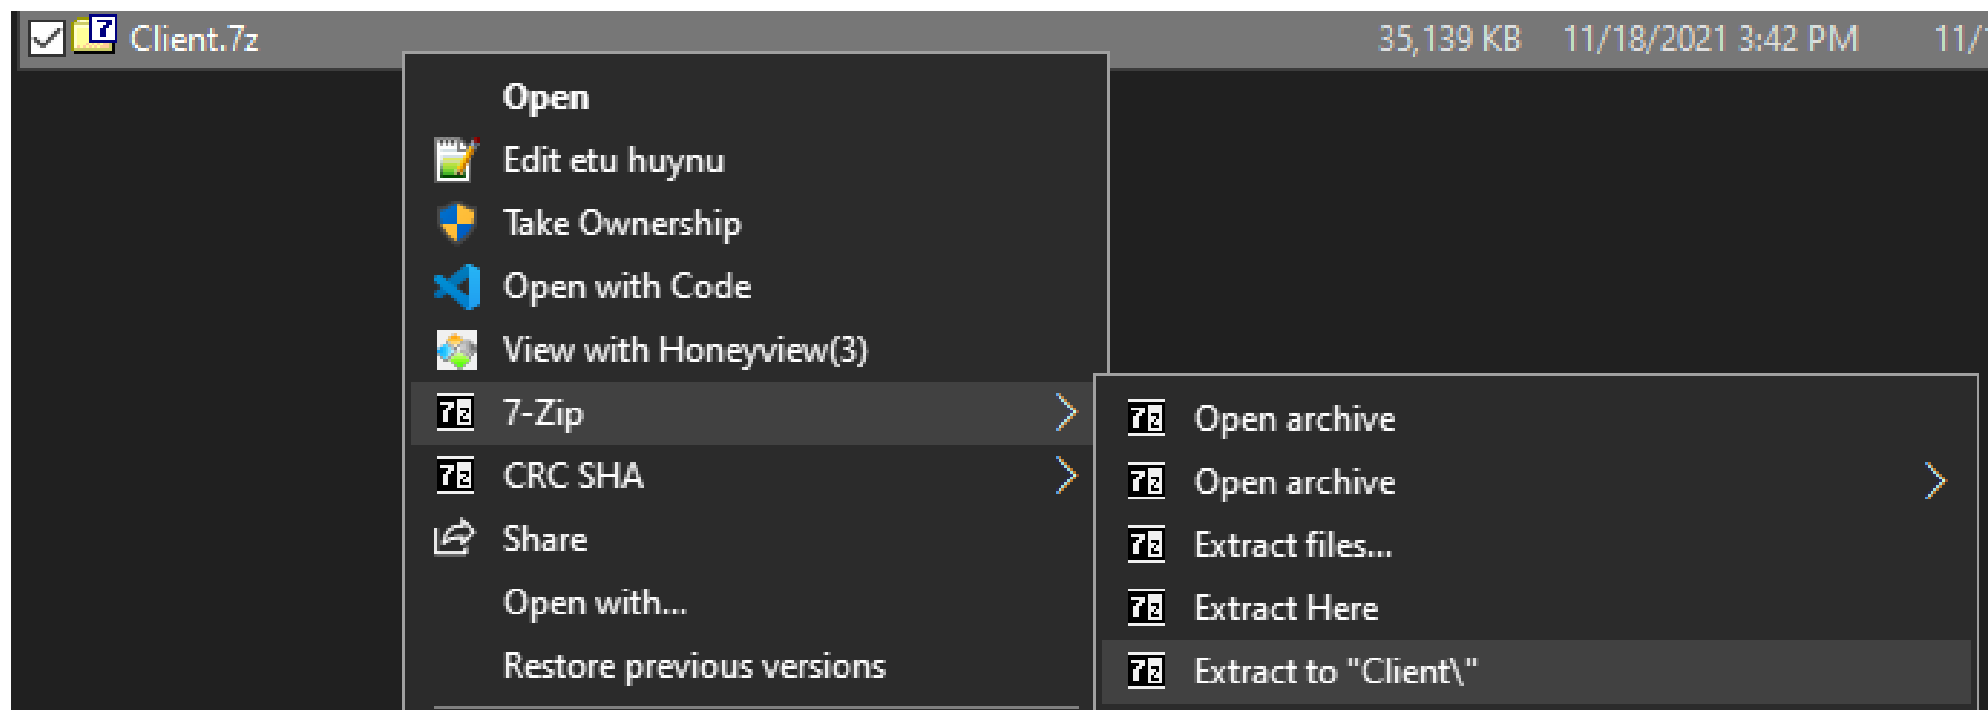 Client.7z 35,139 KB 11/18/2021 3:42 PM 11/
Open
Edit etu huynu
Take Ownership
Open with Code
View with Honeyview(3)
7-Zip
CRC SHA
Share
Open with...
Restore previous versions
Open archive
Open archive
Extract files...
Extract Here
Extract to "Client\"